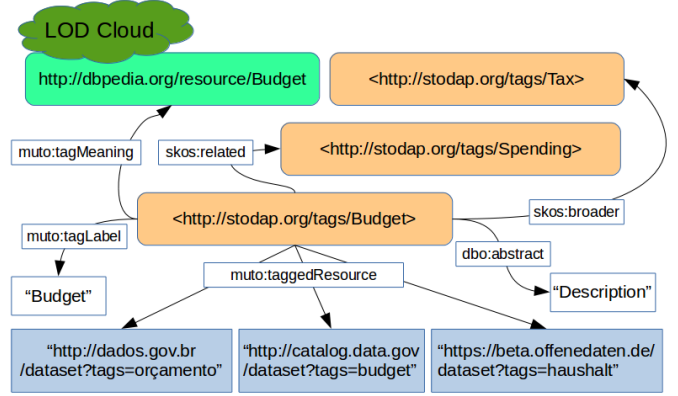 LOD Cloud
http://dbpedia.org/resource/Budget
<http://stodap.org/tags/Tax>
muto:tagMeaning
skos:related
<http://stodap.org/tags/Spending>
<http://stodap.org/tags/Budget>
skos:broader
muto:tagLabel
dbo:abstract
muto:taggedResource
“Budget”
“Description”
“http://dados.gov.br
/dataset?tags=orçamento”
“http://catalog.data.gov
/dataset?tags=budget”
“https://beta.offenedaten.de/
dataset?tags=haushalt”